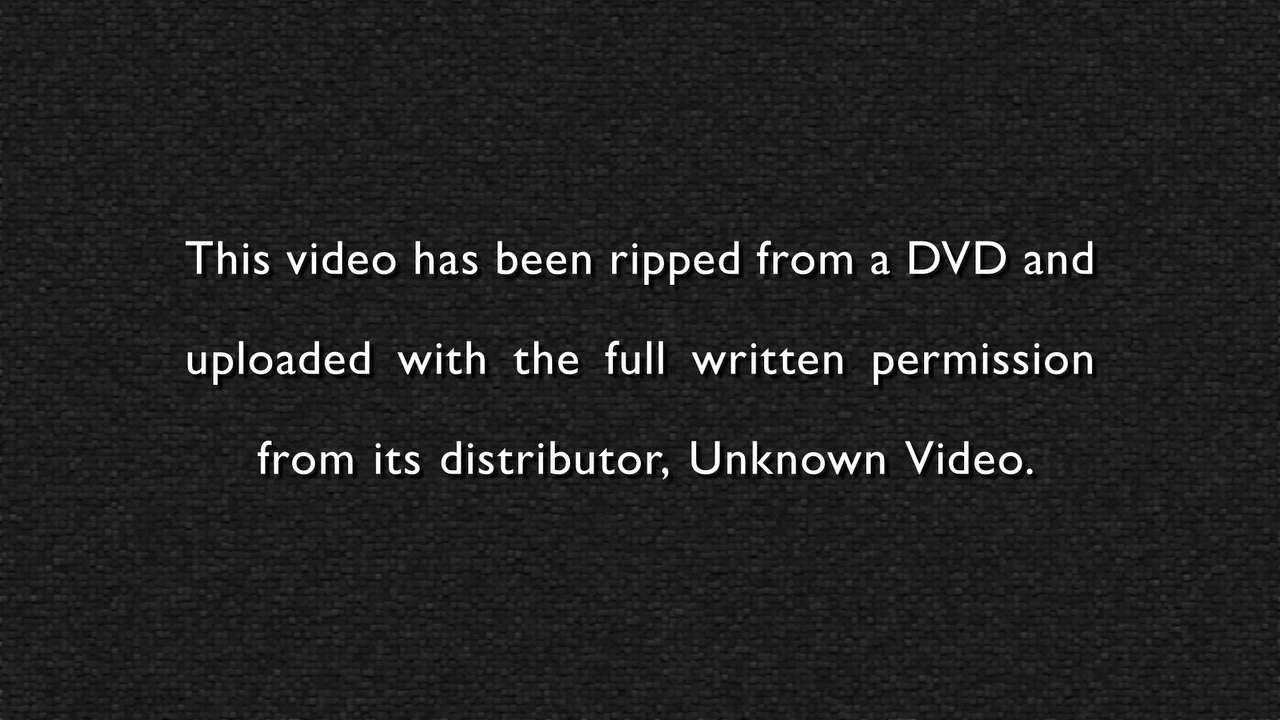 This video has been ripped from a DVD and
uploaded with the full written permission
from its distributor, Unknown Video.